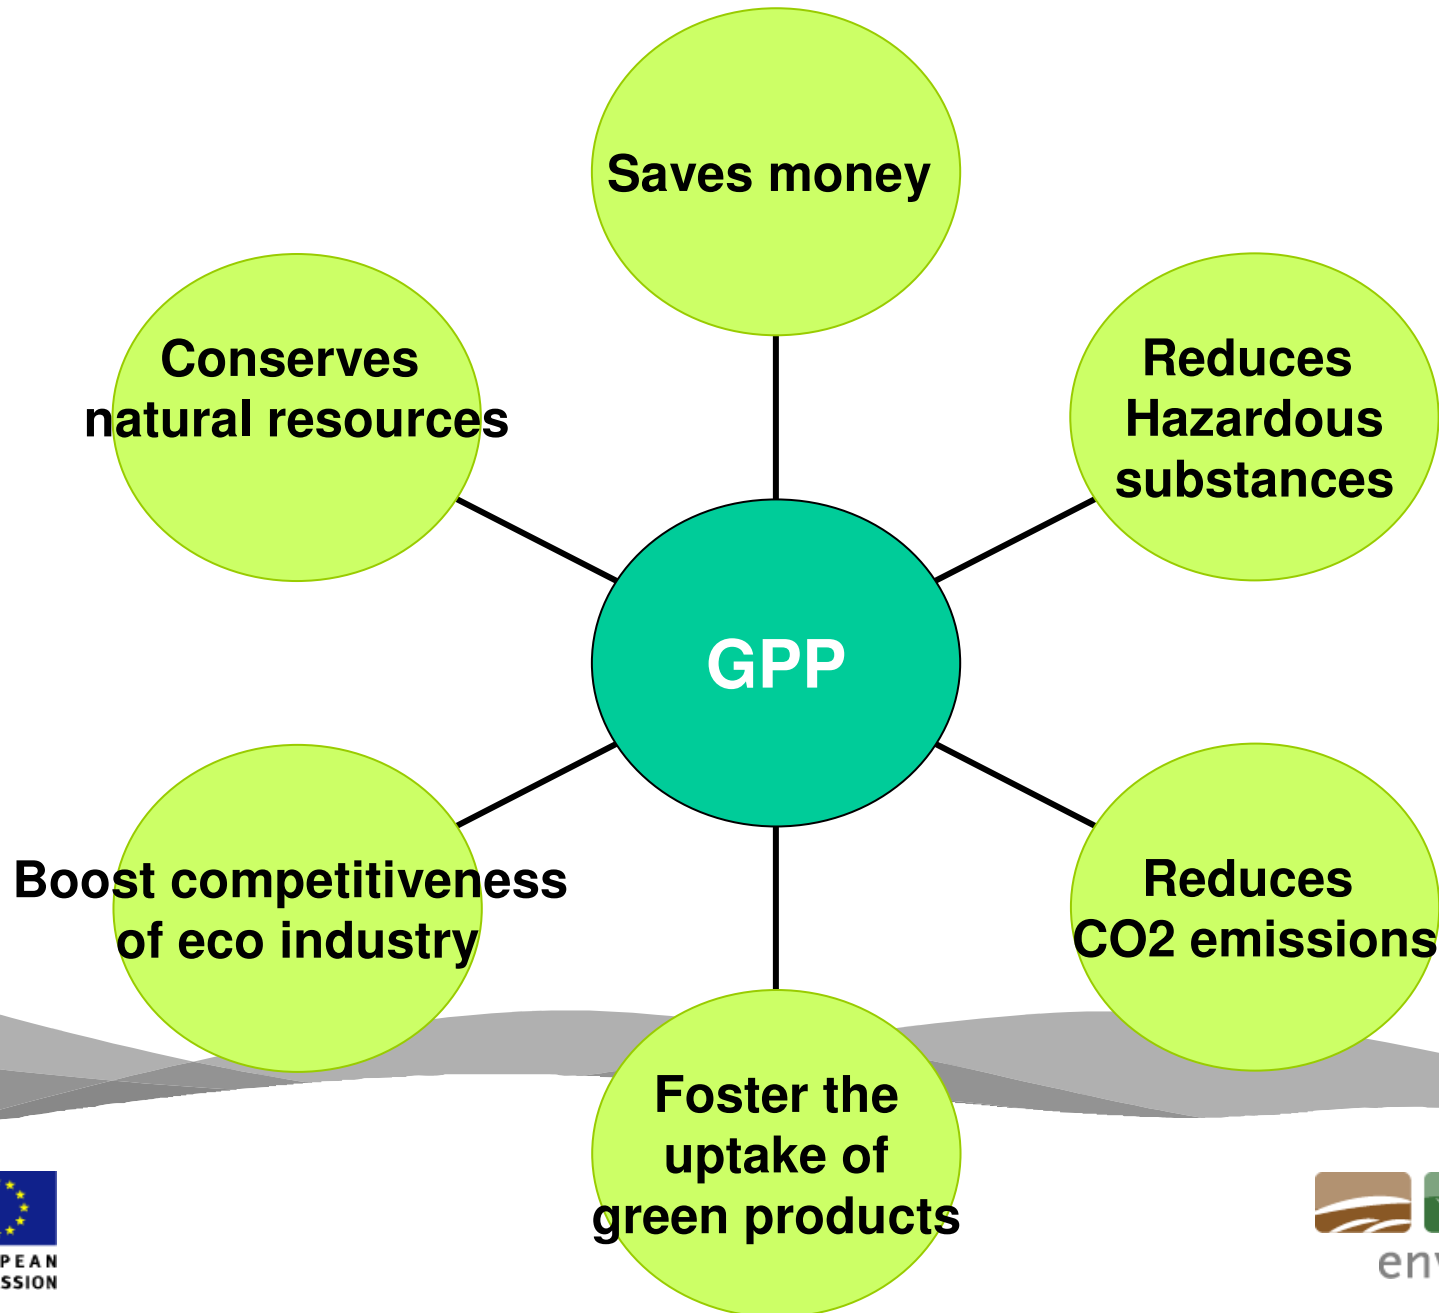 Saves money
Conserves
natural resources
Reduces
Hazardous
substances
GPP
Boost competitiveness
of eco industry
Reduces
CO2 emissions
Foster the
uptake of
green products
PEAN
SSION
env